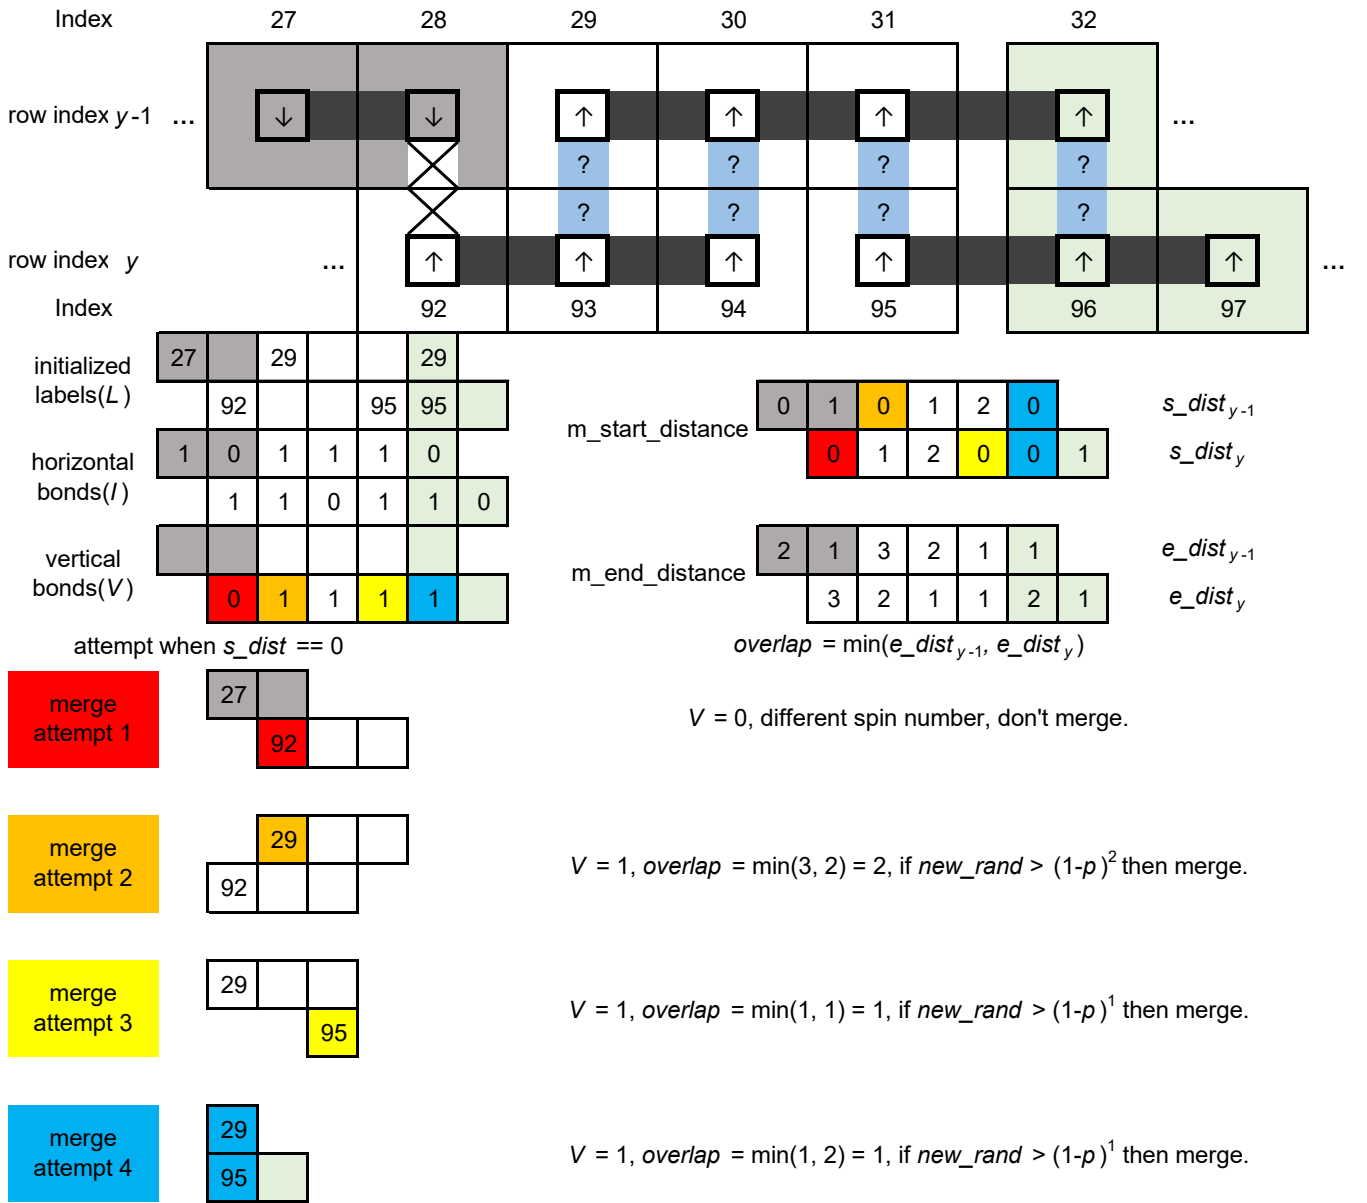 Index 27 28 29 30 31 32
row index y-1 ... ↓ ↓ ↑ ↑ ↑ ↑ ...
? ? ? ?
? ? ? ?
row index y ... ↑ ↑ ↑ ↑ ↑ ↑ ...
Index 92 93 94 95 96 97
initialized
labels(L)
27 29 29
92 95 95
horizontal
bonds(I)
1 0 1 1 1 0
1 1 0 1 1 0
vertical
bonds(V)
0 1 1 1 1
attempt when s_dist == 0
m_start_distance
0 1 0 1 2 0 s_dist y-1
0 1 2 0 0 1 s_dist y
m_end_distance
2 1 3 2 1 1 e_dist y-1
3 2 1 1 2 1 e_dist y
overlap = min(e_dist y-1, e_dist y)
merge
attempt 1
27
92
V = 0, different spin number, don't merge.
merge
attempt 2
29
92
V = 1, overlap = min(3, 2) = 2, if new_rand > (1-p)² then merge.
merge
attempt 3
29
95
V = 1, overlap = min(1, 1) = 1, if new_rand > (1-p)¹ then merge.
merge
attempt 4
29
95
V = 1, overlap = min(1, 2) = 1, if new_rand > (1-p)¹ then merge.